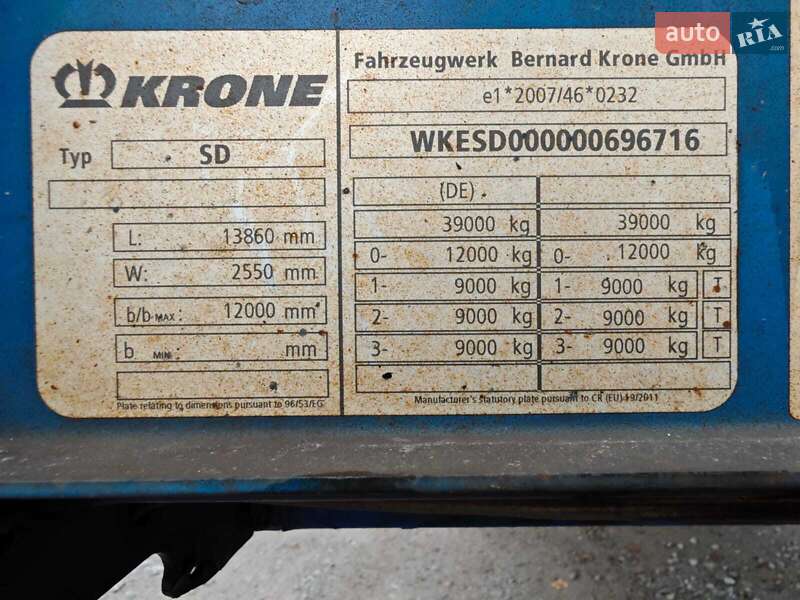 auto RIA
KRONE
Typ SD
L: 13860 mm
W: 2550 mm
b/b MAX: 12000 mm
b MIN: mm
Plate relating to dimensions pursuant to 96/53/EG
Fahrzeugwerk Bernard Krone GmbH
e1*2007/46*0232
WKESD000000696716
(DE)
39000 kg 39000 kg
0- 12000 kg 0- 12000 kg
1- 9000 kg 1- 9000 kg T
2- 9000 kg 2- 9000 kg T
3- 9000 kg 3- 9000 kg T
Manufacturer's statutory plate pursuant to CR (EU) 19/2011